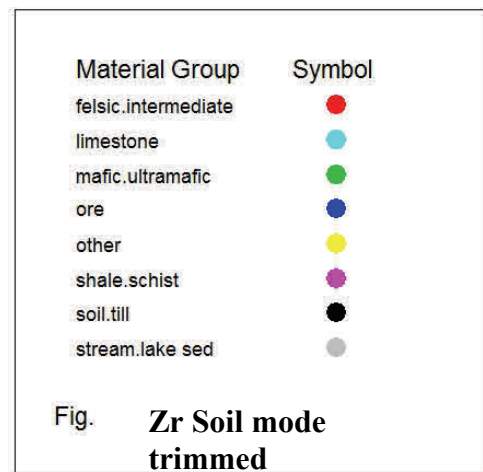 Material Group Symbol
felsic.intermediate
limestone
mafic.ultramafic
ore
other
shale.schist
soil.till
stream.lake sed
Fig. Zr Soil mode
trimmed